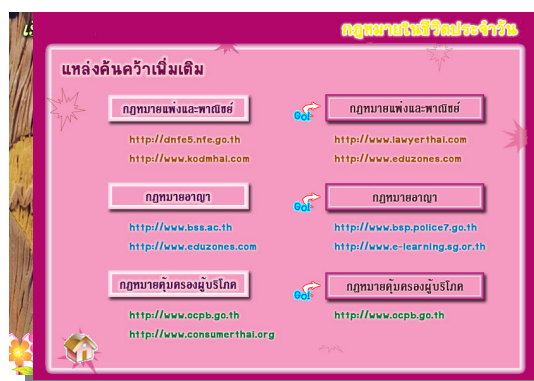 กฎหมายในชีวิตประจำวัน
แหล่งค้นคว้าเพิ่มเติม
กฎหมายแพ่งและพาณิชย์
Go!
กฎหมายแพ่งและพาณิชย์
http://dnfe5.nfe.go.th
http://www.lawyerthai.com
http://www.kodmhai.com
http://www.eduzones.com
กฎหมายอาญา
Go!
กฎหมายอาญา
http://www.bss.ac.th
http://www.bsp.police7.go.th
http://www.eduzones.com
http://www.e-learning.sg.or.th
กฎหมายคุ้มครองผู้บริโภค
Go!
กฎหมายคุ้มครองผู้บริโภค
http://www.ocpb.go.th
http://www.ocpb.go.th
http://www.consumerthai.org